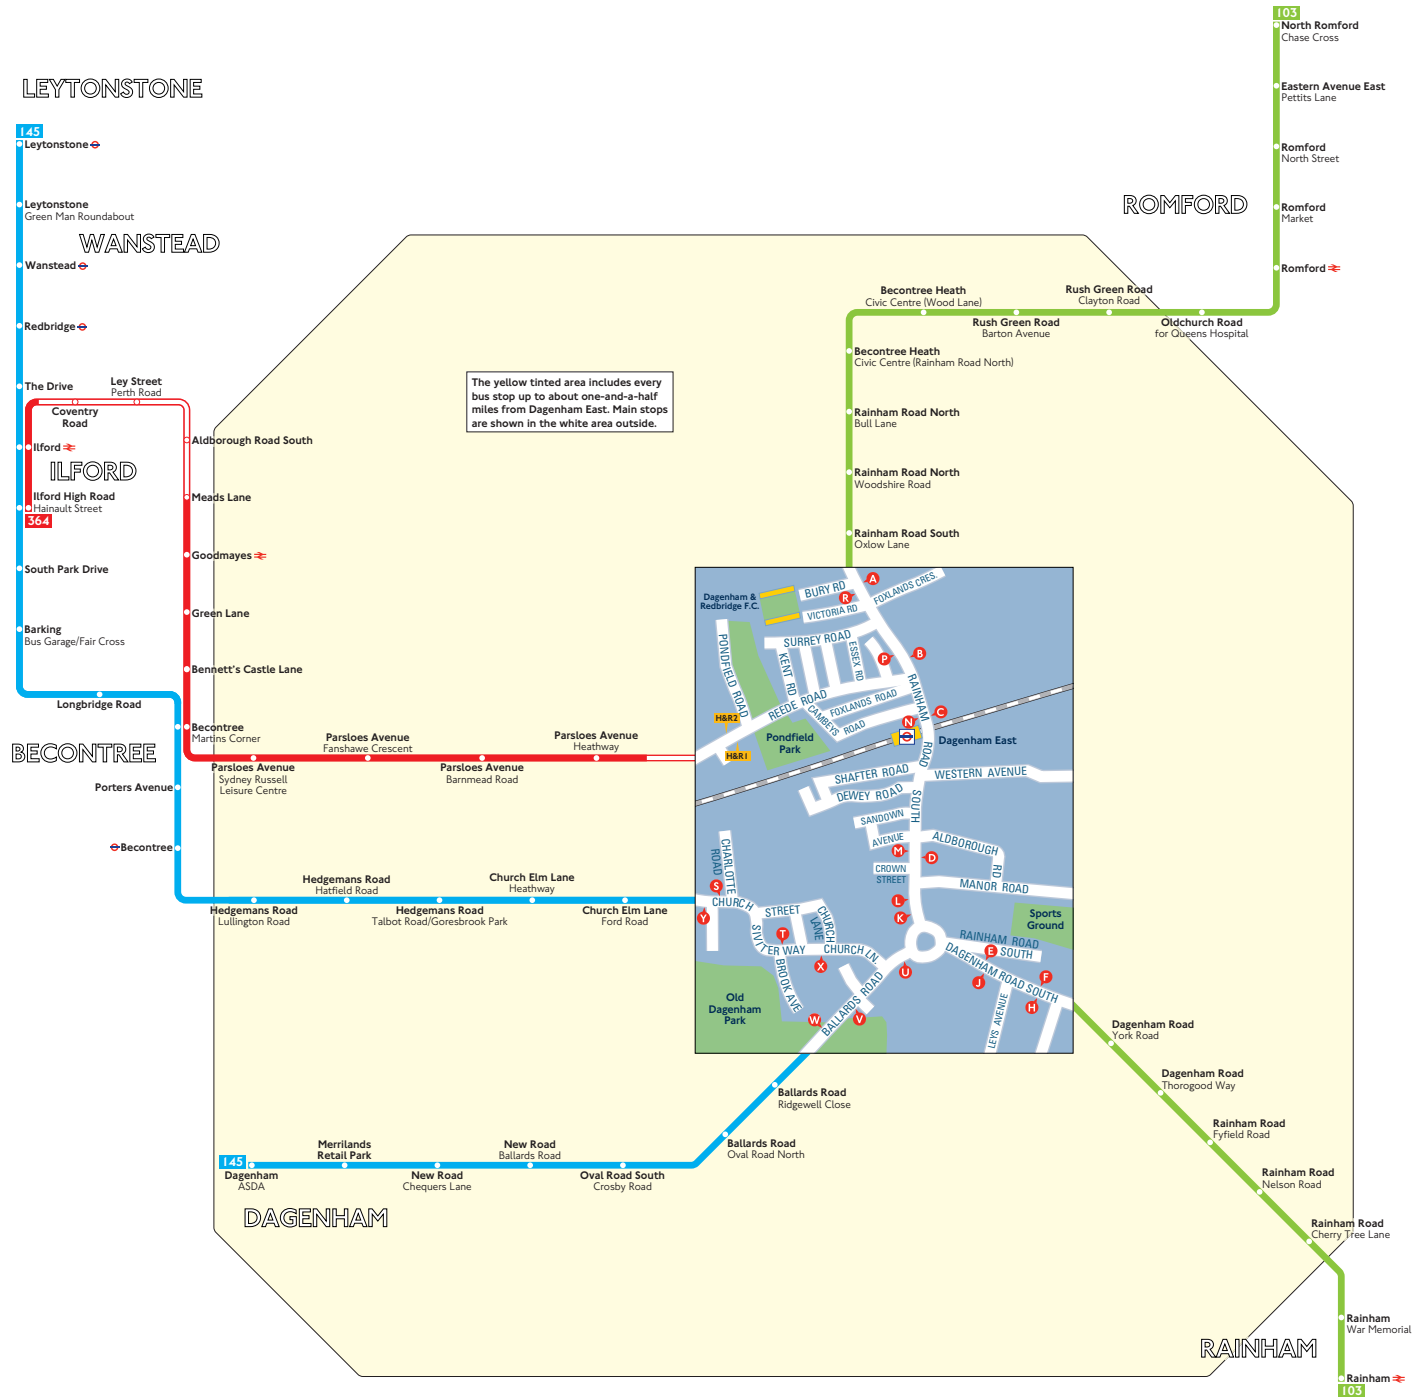 103
North Romford
Chase Cross
Eastern Avenue East
Pettits Lane
Romford
North Street
ROMFORD
Romford
Market
Romford
LEYTONSTONE
145
Leytonstone
Leytonstone
Green Man Roundabout
WANSTEAD
Wanstead
Redbridge
The Drive
Ley Street
Perth Road
Coventry
Road
Aldborough Road South
Ilford
ILFORD
Ilford High Road
Hainault Street
364
Meads Lane
Goodmayes
South Park Drive
Green Lane
Barking
Bus Garage/Fair Cross
Bennett's Castle Lane
Longbridge Road
Becontree
Martins Corner
BECONTREE
Porters Avenue
Becontree
Becontree Heath
Civic Centre (Wood Lane)
Rush Green Road
Barton Avenue
Rush Green Road
Clayton Road
Oldchurch Road
for Queens Hospital
Becontree Heath
Civic Centre (Rainham Road North)
The yellow tinted area includes every
bus stop up to about one-and-a-half
miles from Dagenham East. Main stops
are shown in the white area outside.
Rainham Road North
Bull Lane
Rainham Road North
Woodshire Road
Rainham Road South
Oxlow Lane
Parsloes Avenue
Sydney Russell
Leisure Centre
Parsloes Avenue
Fanshawe Crescent
Parsloes Avenue
Barnmead Road
Parsloes Avenue
Heathway
Hedgemans Road
Lullington Road
Hedgemans Road
Hatfield Road
Hedgemans Road
Talbot Road/Goresbrook Park
Church Elm Lane
Heathway
Church Elm Lane
Ford Road
Dagenham &
Redbridge F.C.
BURY RD
A
R
FOXLANDS CRES.
VICTORIA RD
SURREY ROAD
PONDFIELD ROAD
KENT RD
ESSEX RD
P
B
RAINHAM
ROAD
SOUTH
REEDE ROAD
FOXLANDS ROAD
CAMBEYS
ROAD
H&R2
H&R1
Pondfield
Park
N
C
Dagenham East
SHAFTER ROAD
WESTERN AVENUE
DEWEY ROAD
SANDOWN
AVENUE
ALDBOROUGH
RD
M
D
CROWN
STREET
MANOR ROAD
CHARLOTTE
ROAD
S
CHURCH
STREET
Y
L
K
Sports
Ground
CHURCH
LANE
T
SIVITER WAY
CHURCH LN.
RAINHAM ROAD
SOUTH
E
X
U
DAGENHAM ROAD SOUTH
J
F
H
BROOK AVE
BALLARDS ROAD
LEYS AVENUE
Old
Dagenham
Park
W
V
Dagenham Road
York Road
Dagenham Road
Thorogood Way
Rainham Road
Fyfield Road
Rainham Road
Nelson Road
Rainham Road
Cherry Tree Lane
Rainham
War Memorial
RAINHAM
Rainham
103
Ballards Road
Ridgewell Close
Ballards Road
Oval Road North
145
Dagenham
ASDA
Merrilands
Retail Park
New Road
Chequers Lane
New Road
Ballards Road
Oval Road South
Crosby Road
DAGENHAM